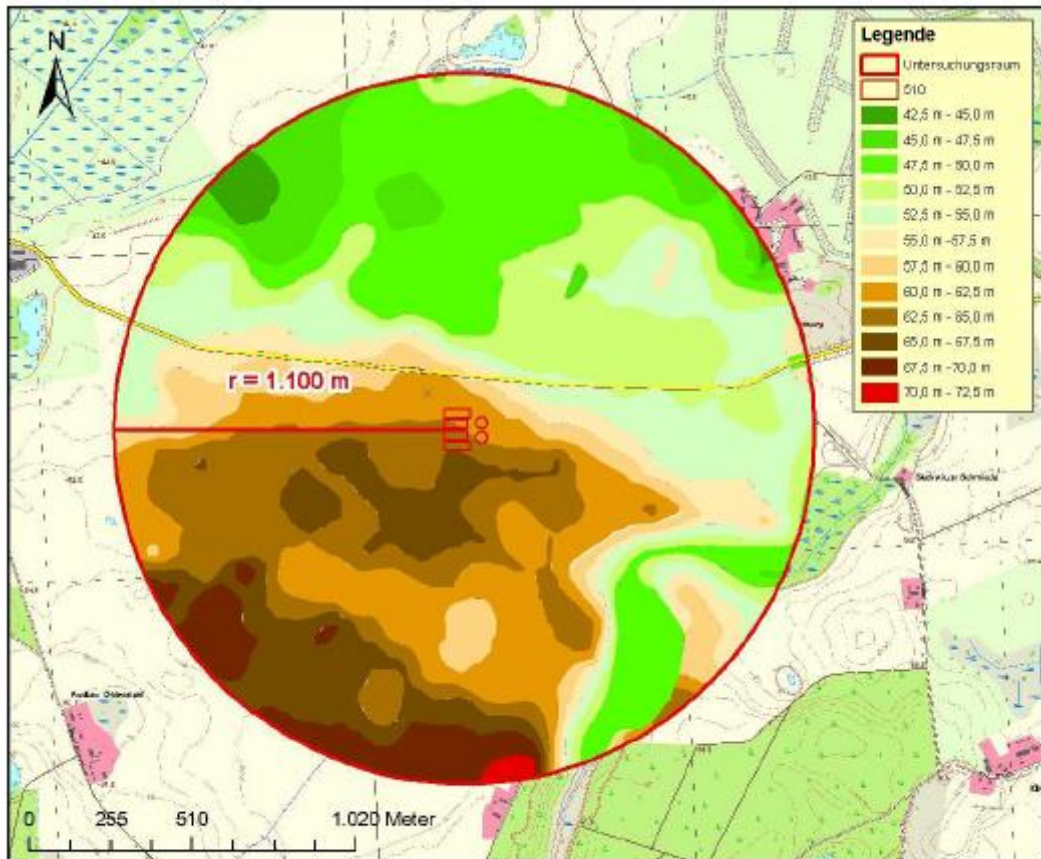 N
Legende
Untersuchungsraum
510
42,5 m - 45,0 m
45,0 m - 47,5 m
47,5 m - 50,0 m
50,0 m - 52,5 m
52,5 m - 55,0 m
55,0 m - 57,5 m
57,5 m - 60,0 m
60,0 m - 62,5 m
62,5 m - 65,0 m
65,0 m - 67,5 m
67,5 m - 70,0 m
70,0 m - 72,5 m
r = 1.100 m
0 255 510 1.020 Meter